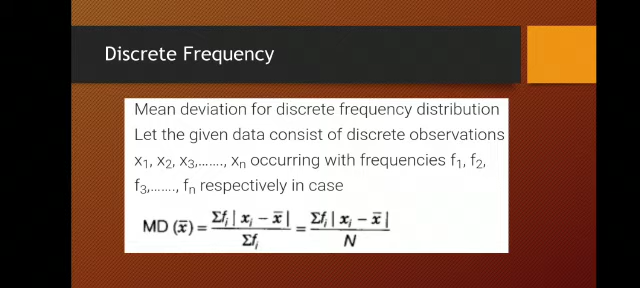 Discrete Frequency
Mean deviation for discrete frequency distribution
Let the given data consist of discrete observations
x₁, x₂, x₃,……., xₙ occurring with frequencies f₁, f₂,
f₃,……., fₙ respectively in case
MD (x̄) = Σfᵢ | xᵢ − x̄ | / Σfᵢ = Σfᵢ | xᵢ − x̄ | / N